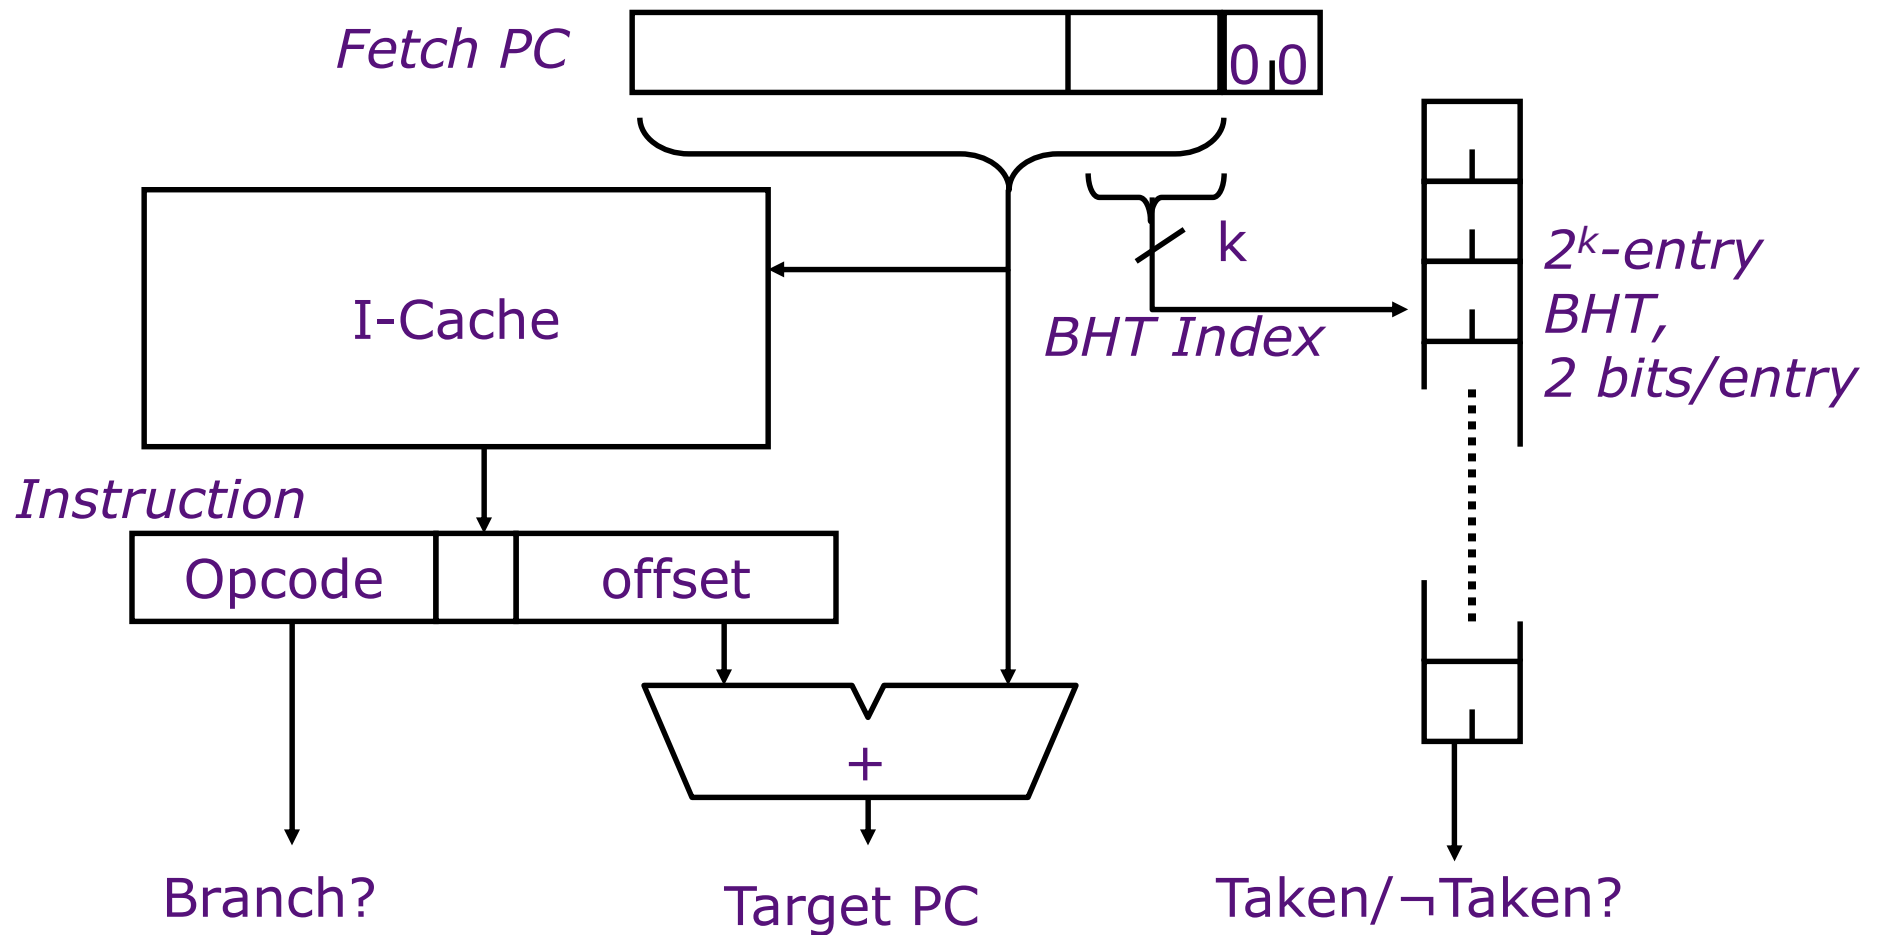 Fetch PC
0 0
k
2ᵏ-entry
BHT,
2 bits/entry
I-Cache
BHT Index
Instruction
Opcode
offset
+
Branch?
Target PC
Taken/¬Taken?